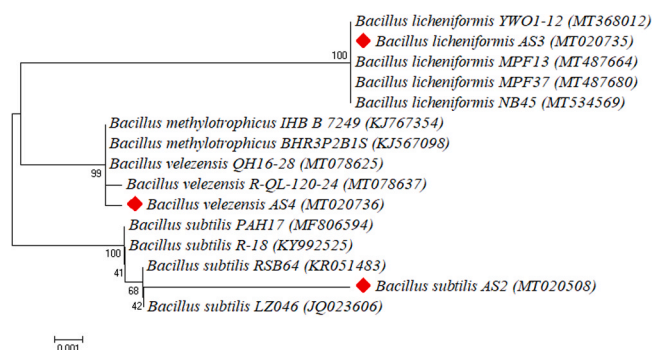 Bacillus licheniformis YWO1-12 (MT368012)
Bacillus licheniformis AS3 (MT020735)
100
Bacillus licheniformis MPF13 (MT487664)
Bacillus licheniformis MPF37 (MT487680)
Bacillus licheniformis NB45 (MT534569)
Bacillus methylotrophicus IHB B 7249 (KJ767354)
Bacillus methylotrophicus BHR3P2B1S (KJ567098)
Bacillus velezensis QH16-28 (MT078625)
99
Bacillus velezensis R-QL-120-24 (MT078637)
Bacillus velezensis AS4 (MT020736)
Bacillus subtilis PAH17 (MF806594)
Bacillus subtilis R-18 (KY992525)
100
Bacillus subtilis RSB64 (KR051483)
41
Bacillus subtilis AS2 (MT020508)
68
Bacillus subtilis LZ046 (JQ023606)
42
0.001